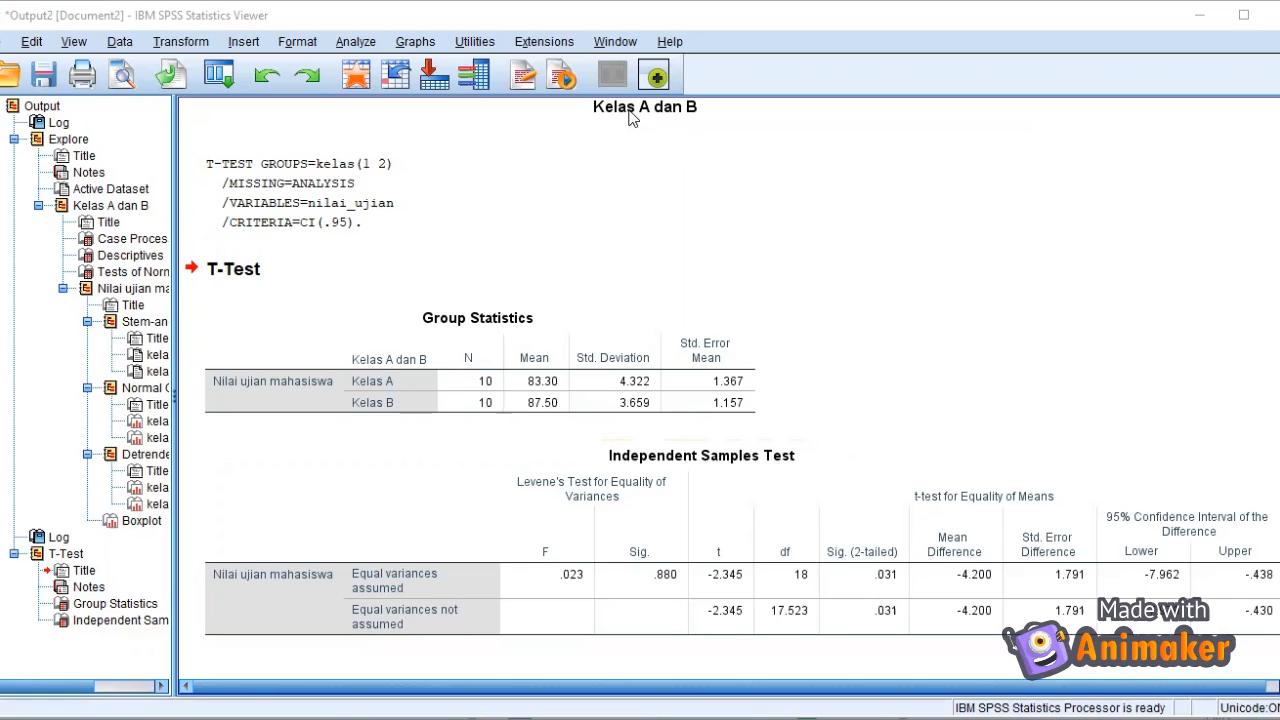 *Output2 [Document2] - IBM SPSS Statistics Viewer
Edit View Data Transform Insert Format Analyze Graphs Utilities Extensions Window Help
Output
Log
Explore
Title
Notes
Active Dataset
Kelas A dan B
Title
Case Proces
Descriptives
Tests of Norn
Nilai ujian ma
Title
Stem-an
Title
kela
kela
Normal Q
Title
kela
kela
Detrende
Title
kela
kela
Boxplot
Log
T-Test
Title
Notes
Group Statistics
Independent Sam
Kelas A dan B
T-TEST GROUPS=kelas(1 2)
/MISSING=ANALYSIS
/VARIABLES=nilai_ujian
/CRITERIA=CI(.95).
T-Test
Group Statistics
Kelas A dan B N Mean Std. Deviation Std. Error Mean
Nilai ujian mahasiswa Kelas A 10 83.30 4.322 1.367
Kelas B 10 87.50 3.659 1.157
Independent Samples Test
Levene's Test for Equality of Variances
t-test for Equality of Means
95% Confidence Interval of the Difference
F Sig. t df Sig. (2-tailed) Mean Difference Std. Error Difference Lower Upper
Nilai ujian mahasiswa Equal variances assumed .023 .880 -2.345 18 .031 -4.200 1.791 -7.962 -.438
Equal variances not assumed -2.345 17.523 .031 -4.200 1.791 -.430
Made with
Animaker
IBM SPSS Statistics Processor is ready
Unicode: